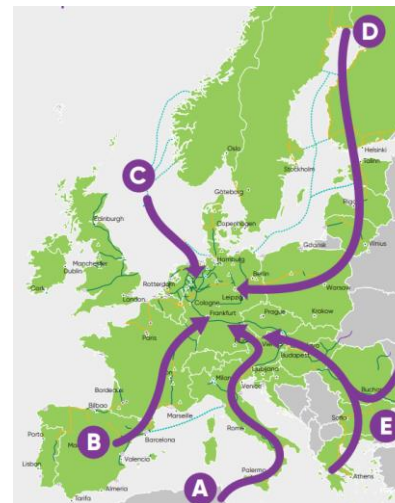 D
Oslo
Helsinki
Tallinn
Stockholm
C
Göteborg
Riga
Edinburgh
Copenhagen
Vilnius
Gdansk
Hamburg
Dublin
Manchester
Cork
Rotterdam
Berlin
Warsaw
London
Leipzig
Cologne
Frankfurt
Prague
Krakow
Paris
Budapest
Ljubljana
Milan
Bordeaux
Bilbao
Marseille
Sofia
B
E
Porto
Barcelona
Rome
Valencia
Lisbon
Palermo
Athens
Almeria
Tarifa
A